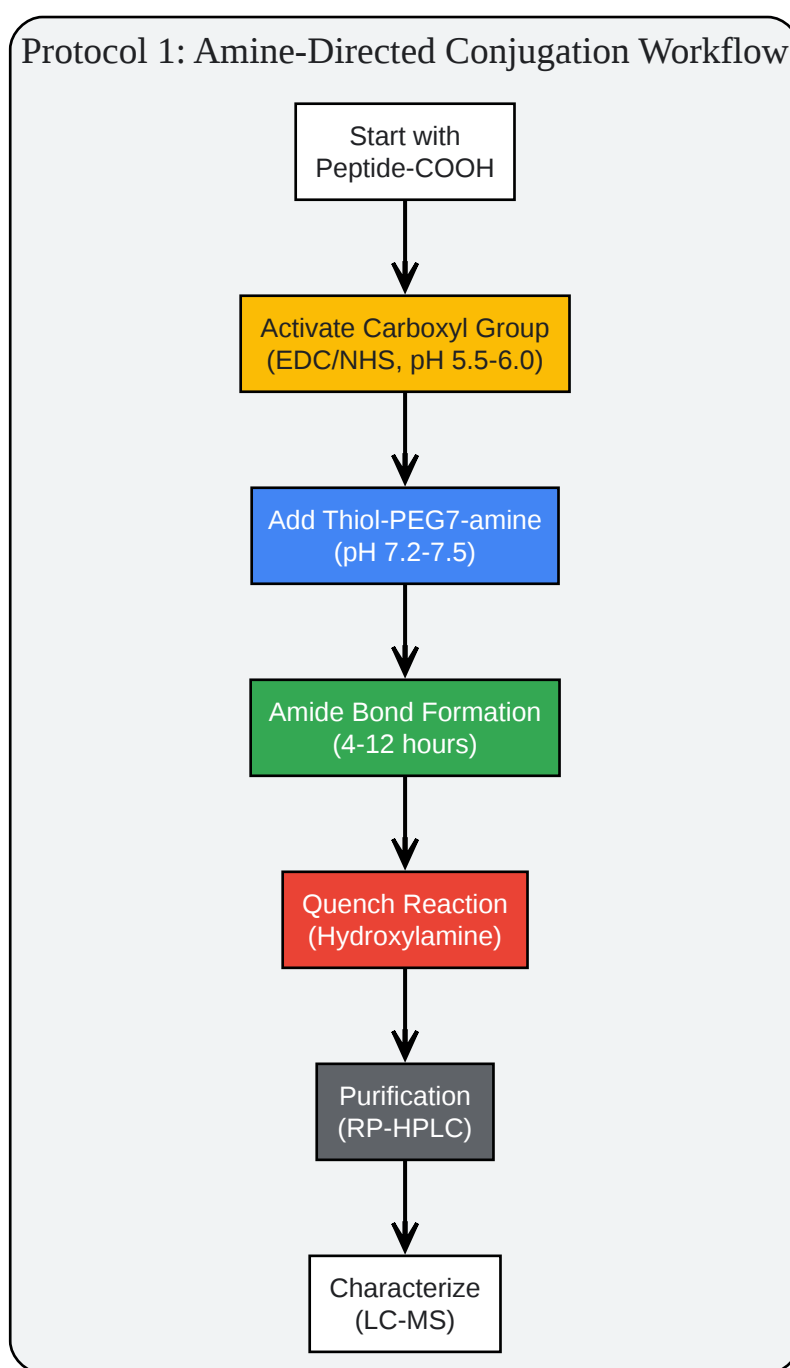 Protocol 1: Amine-Directed Conjugation Workflow
Start with
Peptide-COOH
Activate Carboxyl Group
(EDC/NHS, pH 5.5-6.0)
Add Thiol-PEG7-amine
(pH 7.2-7.5)
Amide Bond Formation
(4-12 hours)
Quench Reaction
(Hydroxylamine)
Purification
(RP-HPLC)
Characterize
(LC-MS)